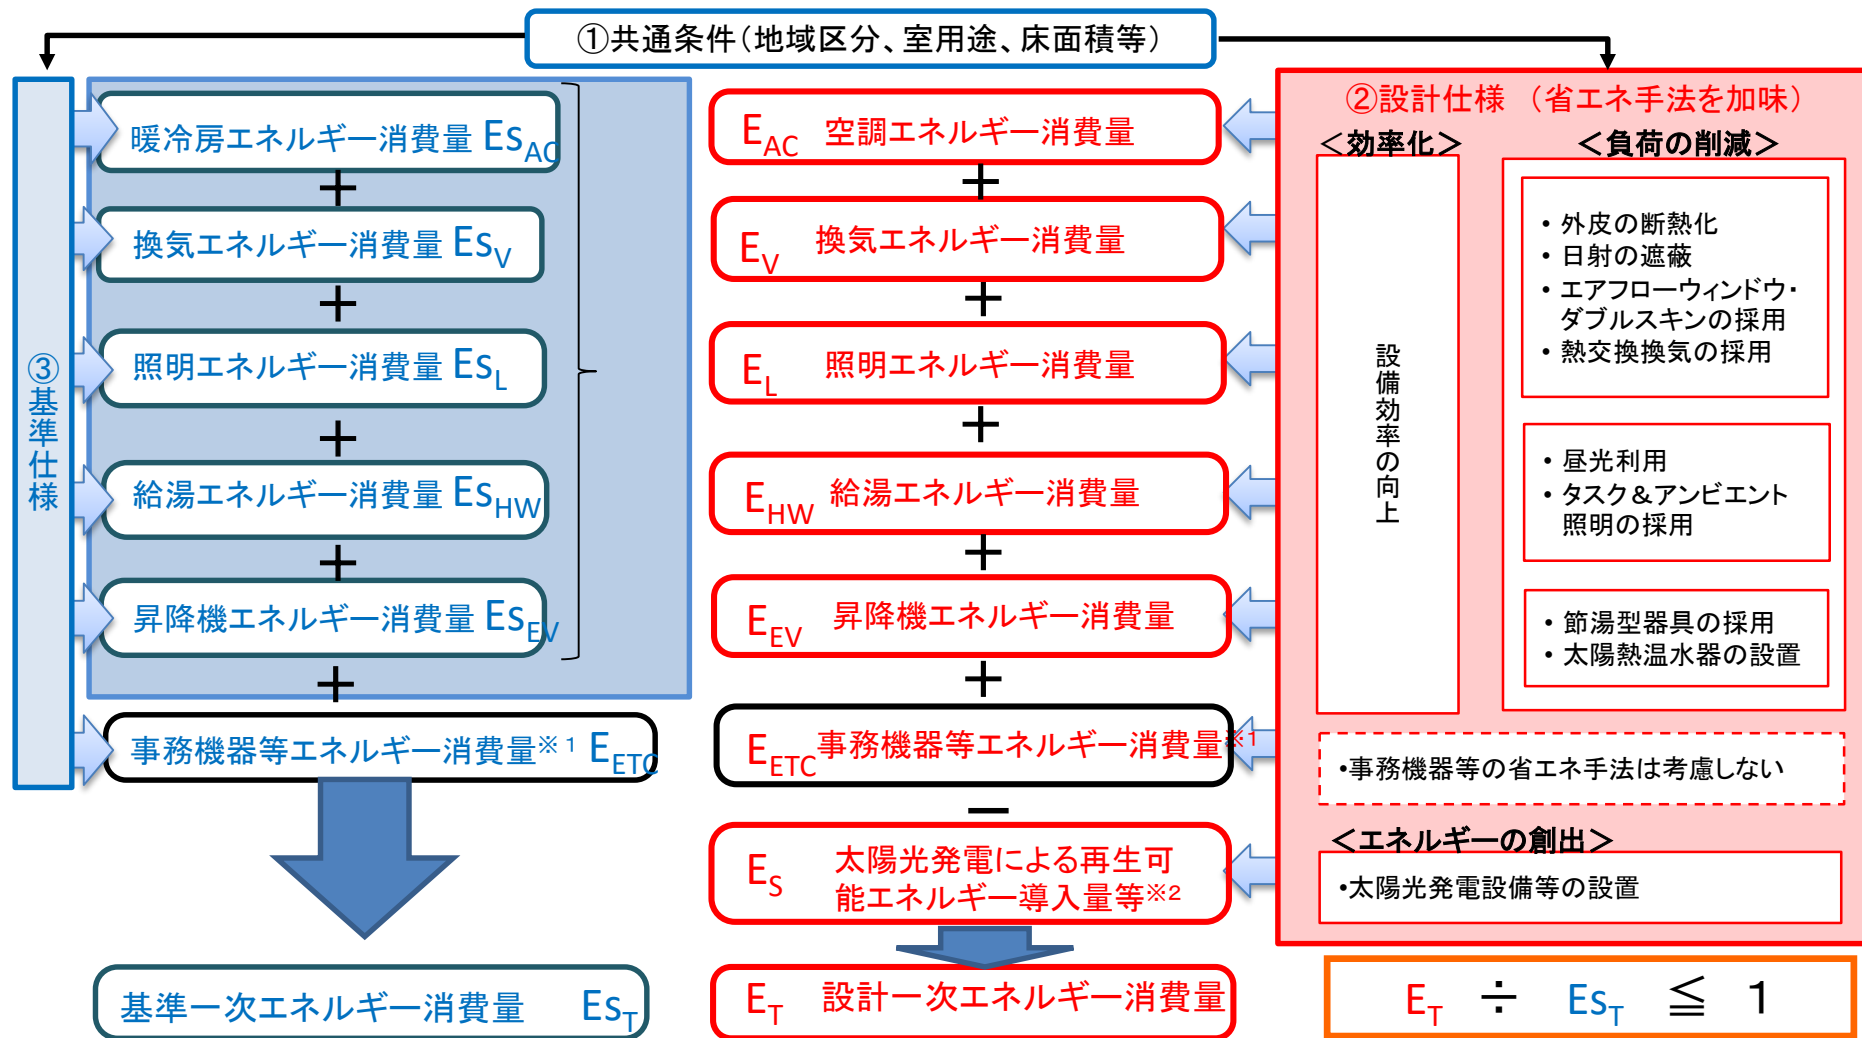 ①共通条件（地域区分、室用途、床面積等）
③基準仕様
暖冷房エネルギー消費量 EsAC
＋
換気エネルギー消費量 EsV
＋
照明エネルギー消費量 EsL
＋
給湯エネルギー消費量 EsHW
＋
昇降機エネルギー消費量 EsEV
＋
事務機器等エネルギー消費量※１ EETC
基準一次エネルギー消費量 EsT
EAC 空調エネルギー消費量
＋
EV 換気エネルギー消費量
＋
EL 照明エネルギー消費量
＋
EHW 給湯エネルギー消費量
＋
EEV 昇降機エネルギー消費量
＋
EETC 事務機器等エネルギー消費量※1
－
ES 太陽光発電による再生可
能エネルギー導入量等※2
ET 設計一次エネルギー消費量
②設計仕様 （省エネ手法を加味）
＜効率化＞
設備効率の向上
＜負荷の削減＞
• 外皮の断熱化
• 日射の遮蔽
• エアフローウィンドウ・
ダブルスキンの採用
• 熱交換換気の採用
• 昼光利用
• タスク＆アンビエント
照明の採用
• 節湯型器具の採用
• 太陽熱温水器の設置
•事務機器等の省エネ手法は考慮しない
＜エネルギーの創出＞
•太陽光発電設備等の設置
ET ÷ EsT ≦ 1